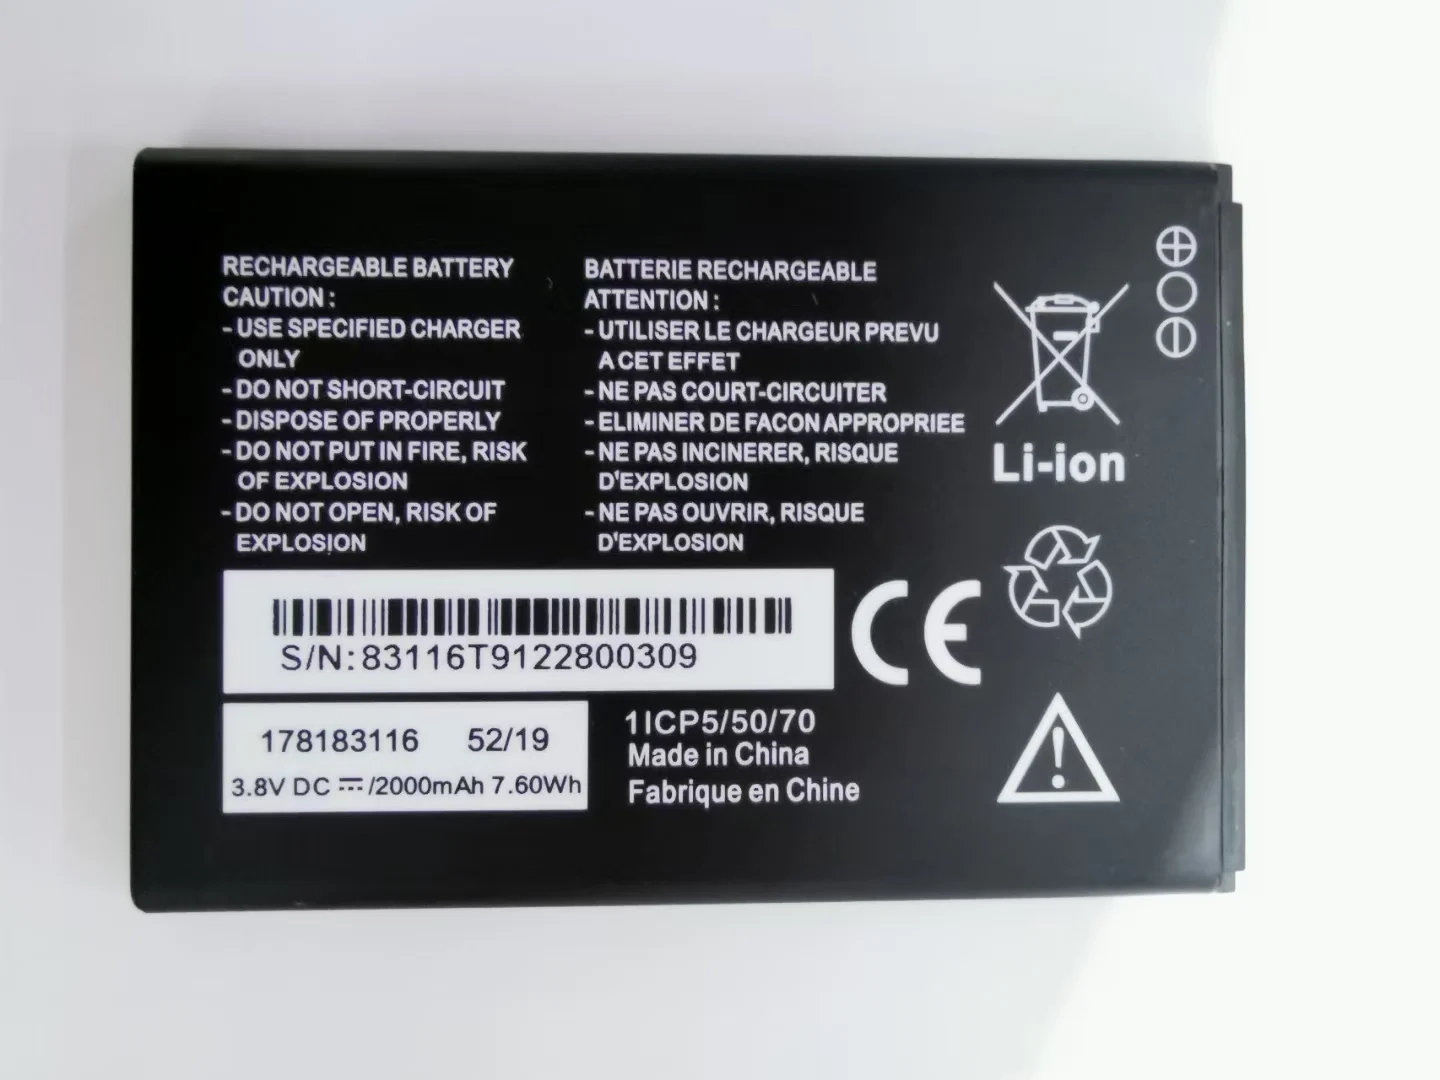 RECHARGEABLE BATTERY
CAUTION :
- USE SPECIFIED CHARGER
ONLY
- DO NOT SHORT-CIRCUIT
- DISPOSE OF PROPERLY
- DO NOT PUT IN FIRE, RISK
OF EXPLOSION
- DO NOT OPEN, RISK OF
EXPLOSION
BATTERIE RECHARGEABLE
ATTENTION :
- UTILISER LE CHARGEUR PREVU
A CET EFFET
- NE PAS COURT-CIRCUITER
- ELIMINER DE FACON APPROPRIEE
- NE PAS INCINERER, RISQUE
D'EXPLOSION
- NE PAS OUVRIR, RISQUE
D'EXPLOSION
Li-ion
S/N: 83116T9122800309
CE
178183116 52/19
3.8V DC ⎓/2000mAh 7.60Wh
1ICP5/50/70
Made in China
Fabrique en Chine